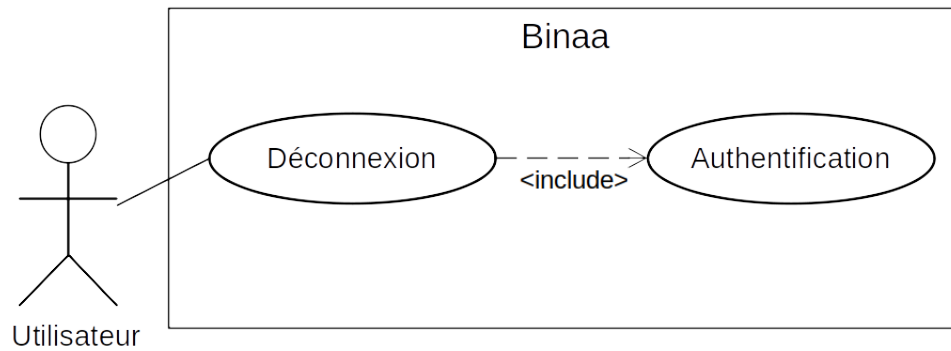 Binaa
Déconnexion
Authentification
<include>
Utilisateur